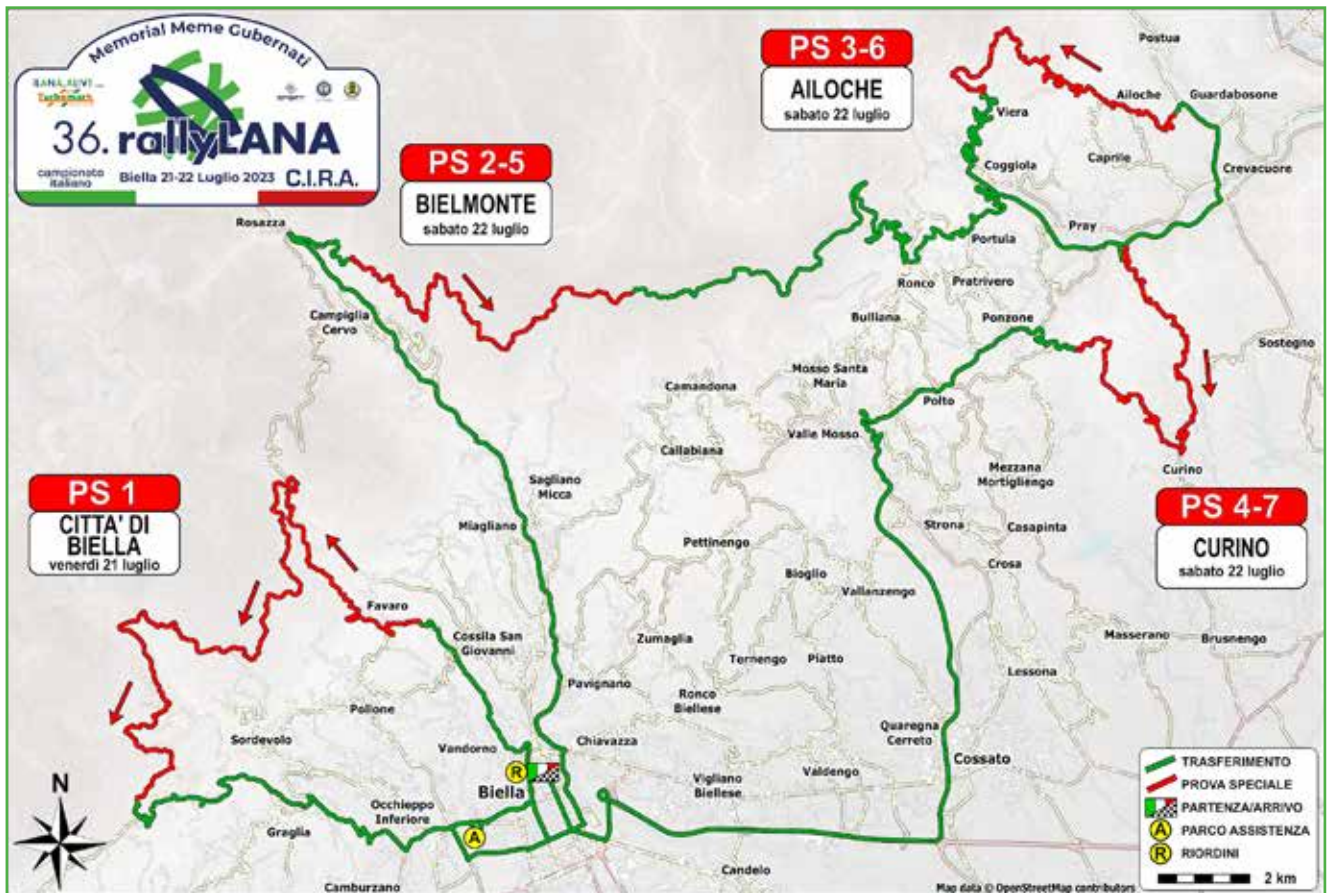 Memorial Meme Gubernati
36. rallyLANA
campionato
italiano
Biella 21-22 Luglio 2023
C.I.R.A.
PS 2-5
BIELMONTE
sabato 22 luglio
PS 3-6
AILOCHE
sabato 22 luglio
PS 1
CITTA' DI
BIELLA
venerdì 21 luglio
PS 4-7
CURINO
sabato 22 luglio
Postua
Ailoche
Guardabosone
Viera
Caprile
Crevacuore
Coggiola
Pray
Rosazza
Portula
Ronco
Pratrivero
Campiglia
Cervo
Bulliana
Ponzone
Sostegno
Mosso Santa
Maria
Camandona
Polto
Valle Mosso
Callabiana
Curino
Mezzana
Mortigliengo
Sagliano
Micca
Miagliano
Strona
Casapinta
Pettinengo
Bioglio
Crosa
Vallanzengo
Favaro
Cossila San
Giovanni
Zumaglia
Masserano
Brusnengo
Ternengo
Piatto
Lessona
Pavignano
Ronco
Biellese
Pollone
Sordevolo
Vandorno
Chiavazza
Quaregna
Cerreto
Cossato
R
Biella
Vigliano
Biellese
Valdengo
Occhieppo
Inferiore
A
Graglia
Candelo
Camburzano
N
TRASFERIMENTO
PROVA SPECIALE
PARTENZA/ARRIVO
A PARCO ASSISTENZA
R RIORDINI
2 km
Map data © OpenStreetMap contributors